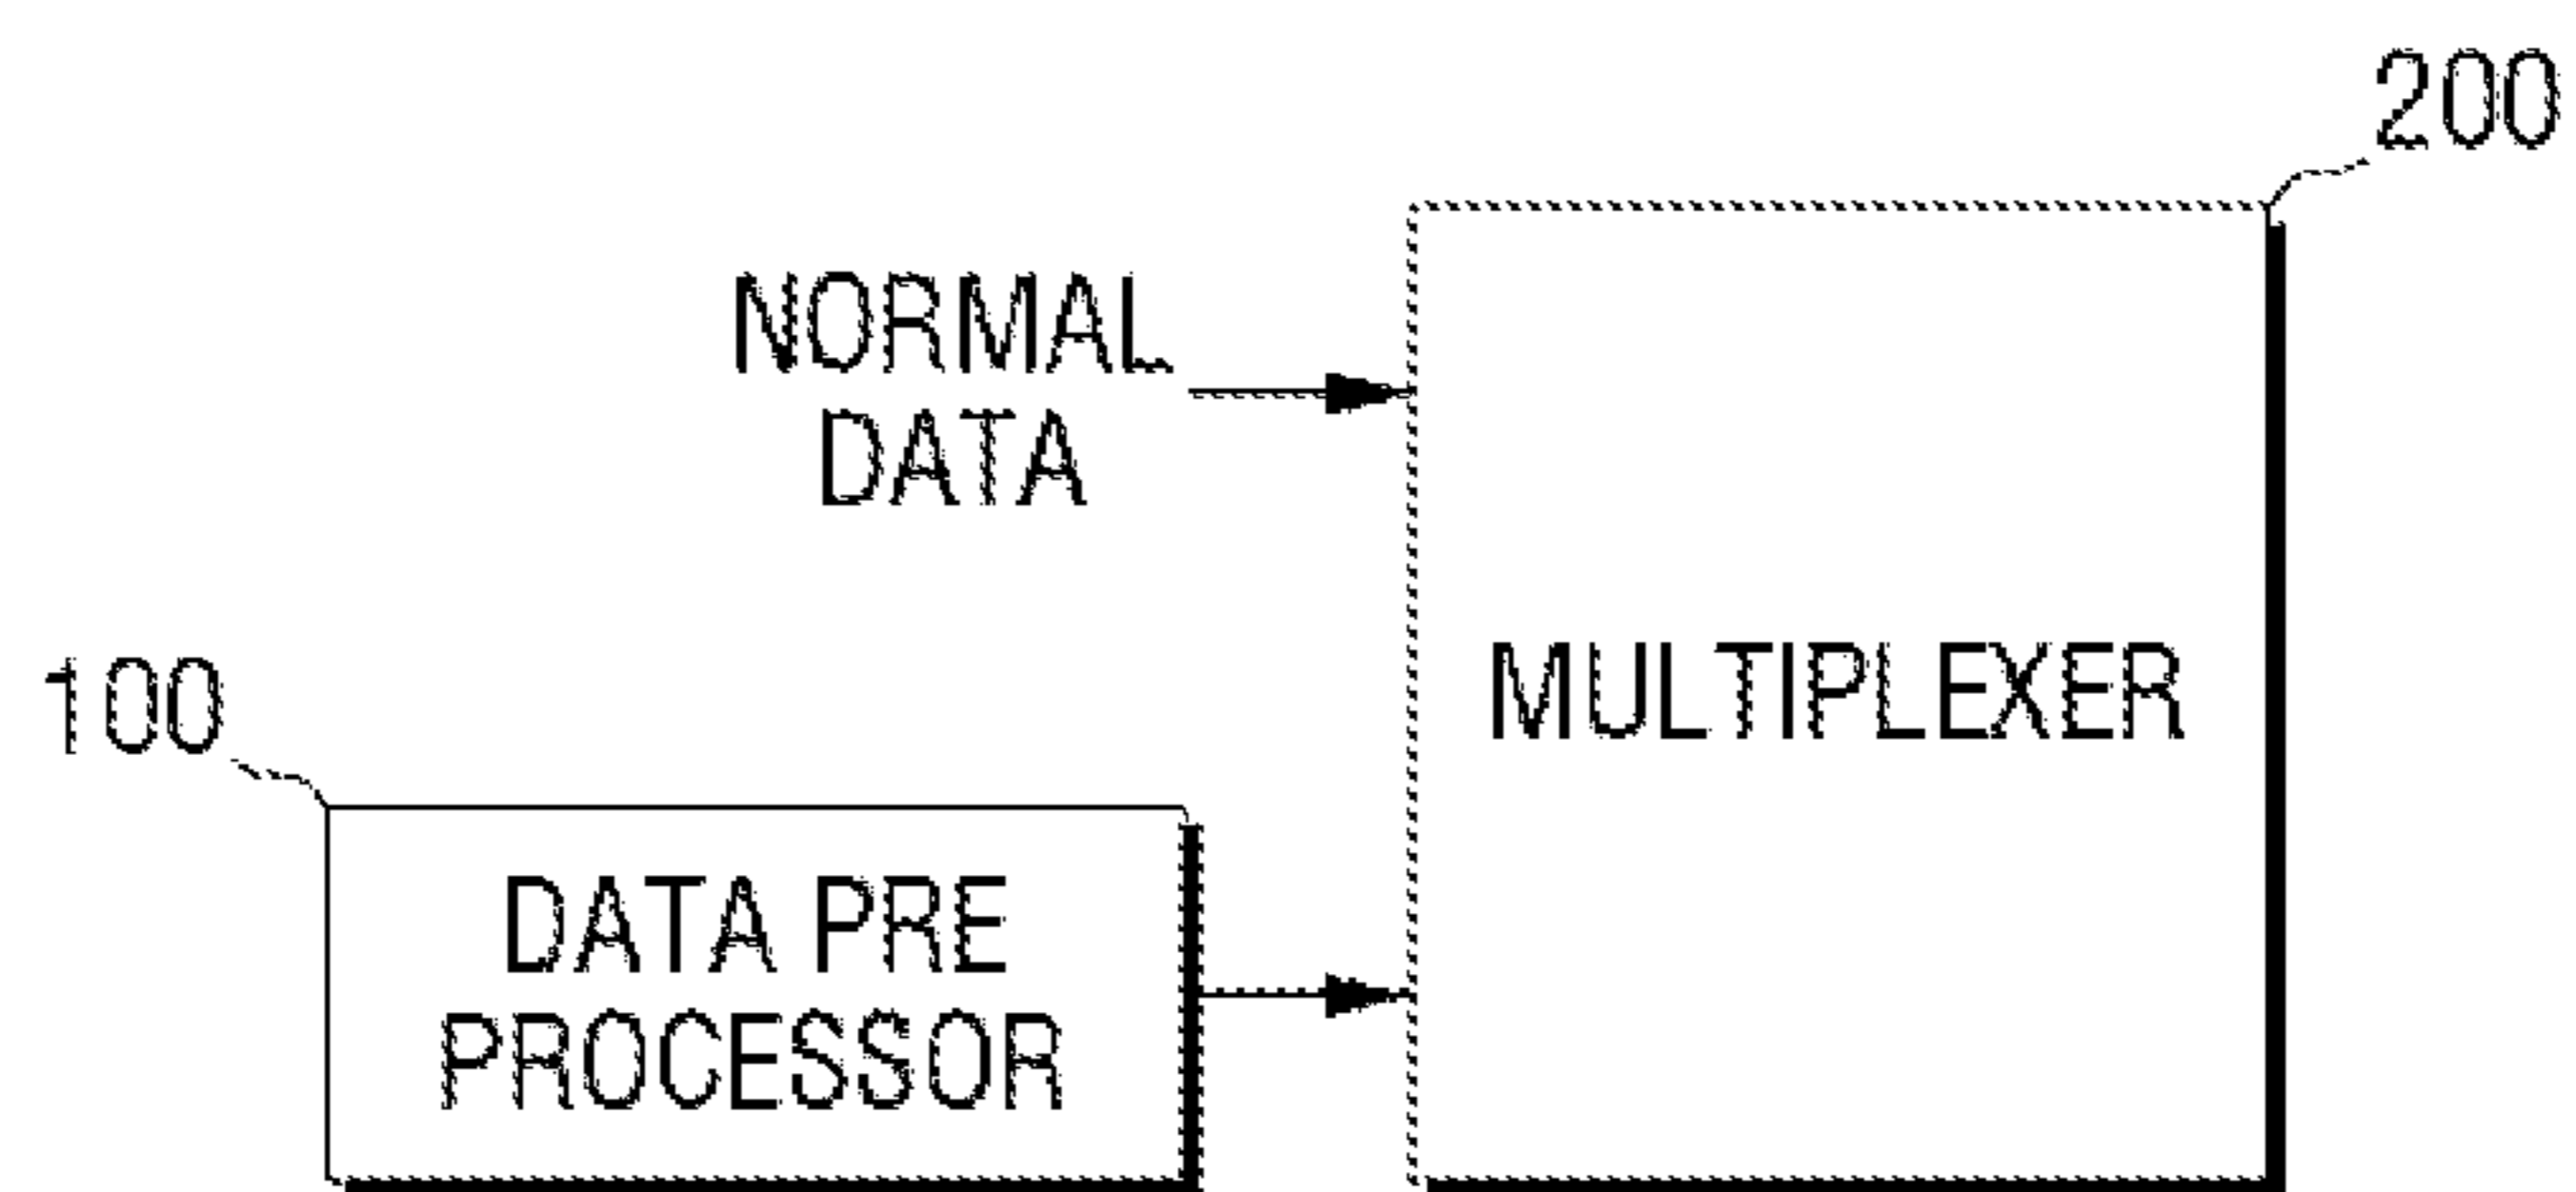 200
NORMAL
DATA
MULTIPLEXER
100
DATA PRE
PROCESSOR